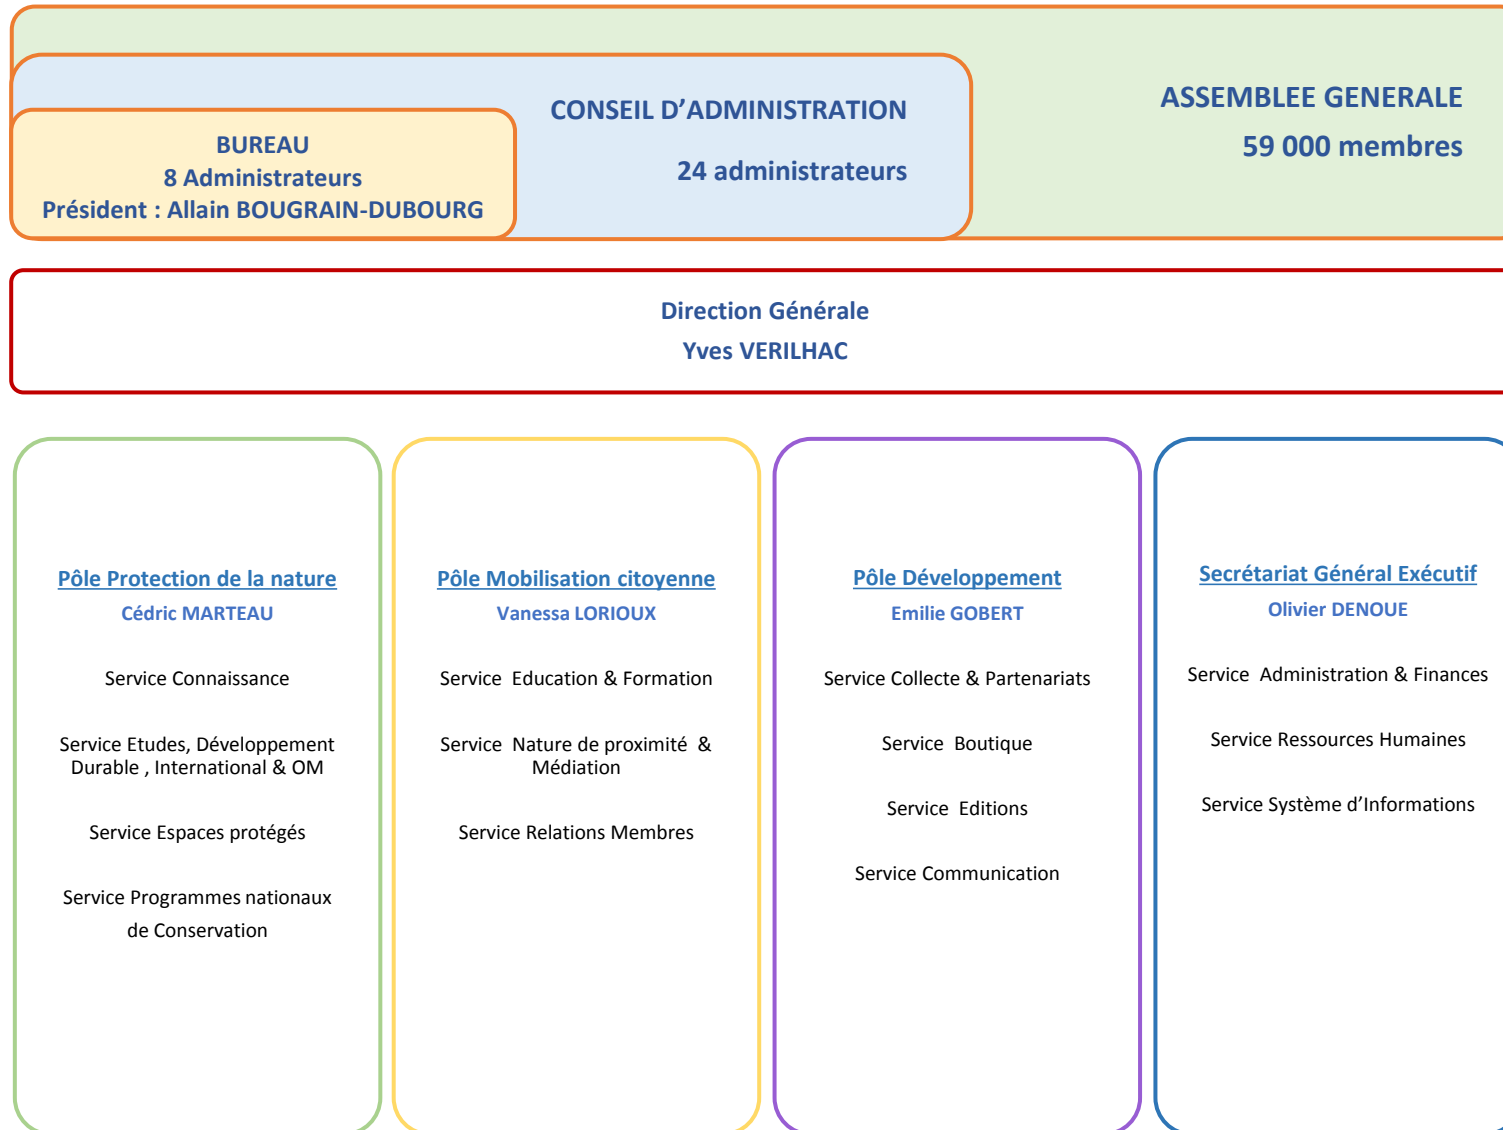 ASSEMBLEE GENERALE
59 000 membres
CONSEIL D’ADMINISTRATION
24 administrateurs
BUREAU
8 Administrateurs
Président : Allain BOUGRAIN-DUBOURG
Direction Générale
Yves VERILHAC
Pôle Protection de la nature
Cédric MARTEAU
Service Connaissance
Service Etudes, Développement
Durable , International & OM
Service Espaces protégés
Service Programmes nationaux
de Conservation
Pôle Mobilisation citoyenne
Vanessa LORIOUX
Service  Education & Formation
Service  Nature de proximité  &
Médiation
Service Relations Membres
Pôle Développement
Emilie GOBERT
Service Collecte & Partenariats
Service  Boutique
Service  Editions
Service Communication
Secrétariat Général Exécutif
Olivier DENOUE
Service  Administration & Finances
Service Ressources Humaines
Service Système d’Informations